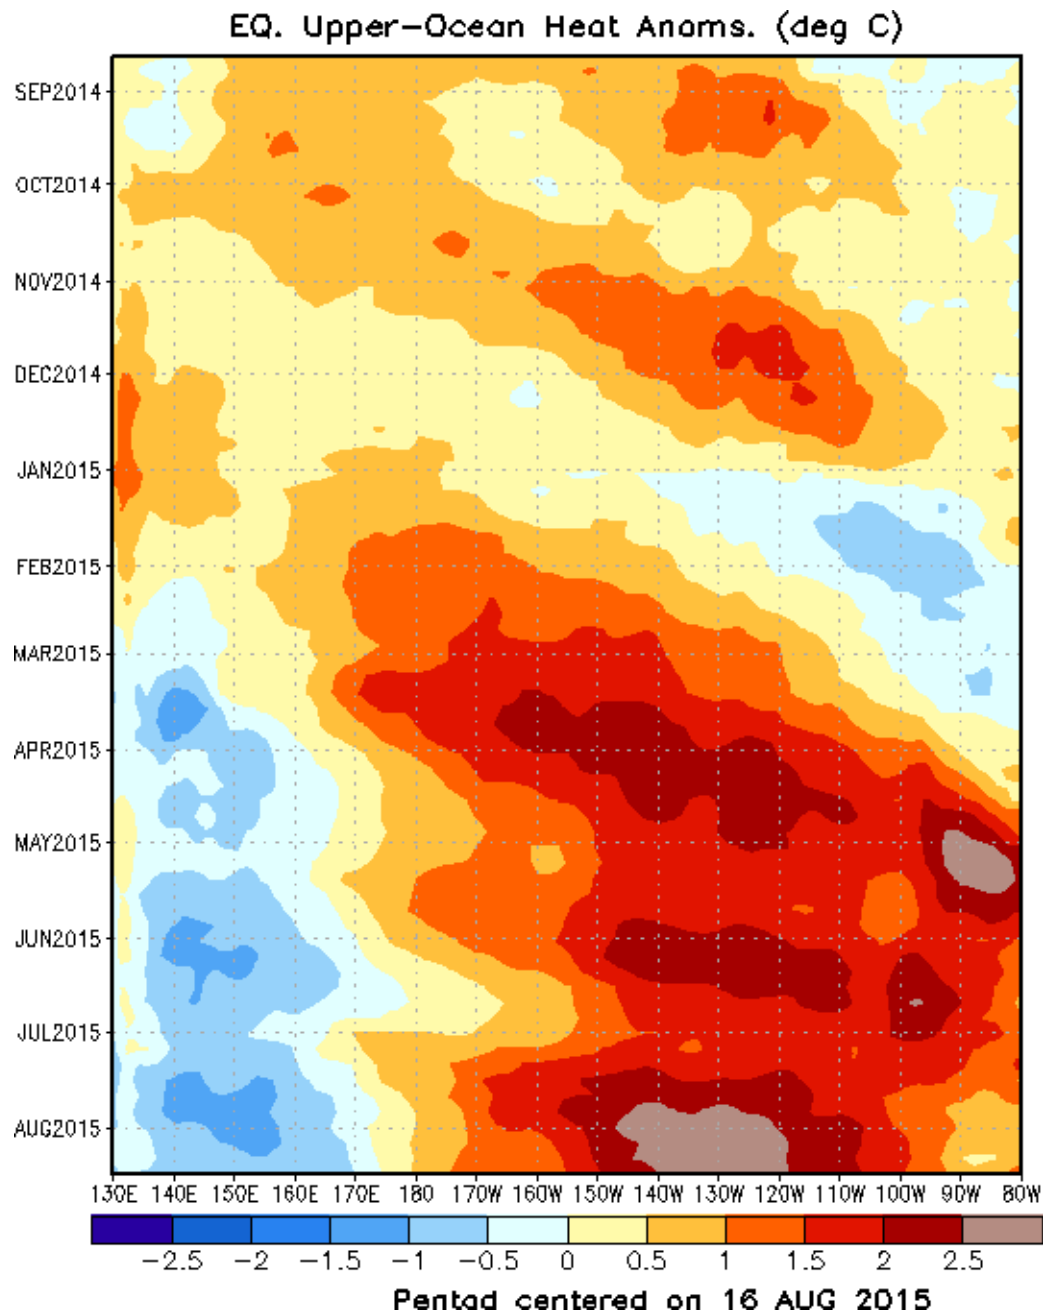 EQ. Upper-Ocean Heat Anoms. (deg C)
SEP2014
OCT2014
NOV2014
DEC2014
JAN2015
FEB2015
MAR2015
APR2015
MAY2015
JUN2015
JUL2015
AUG2015
130E 140E 150E 160E 170E 180 170W 160W 150W 140W 130W 120W 110W 100W 90W 80W
-2.5 -2 -1.5 -1 -0.5 0 0.5 1 1.5 2 2.5
Pentad centered on 16 AUG 2015